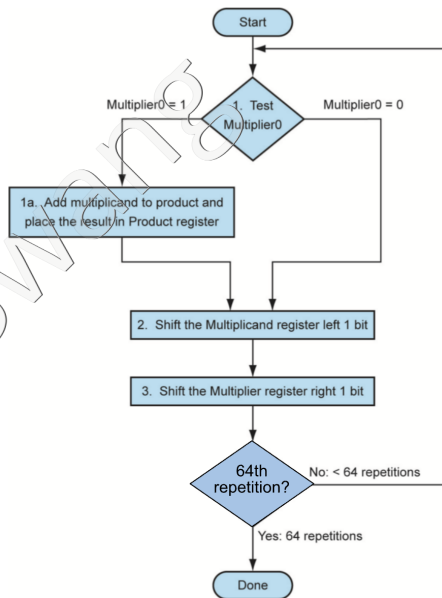 Start
Multiplier0 = 1
1. Test
Multiplier0
Multiplier0 = 0
1a. Add multiplicand to product and
place the result in Product register
2. Shift the Multiplicand register left 1 bit
3. Shift the Multiplier register right 1 bit
64th
repetition?
No: < 64 repetitions
Yes: 64 repetitions
Done